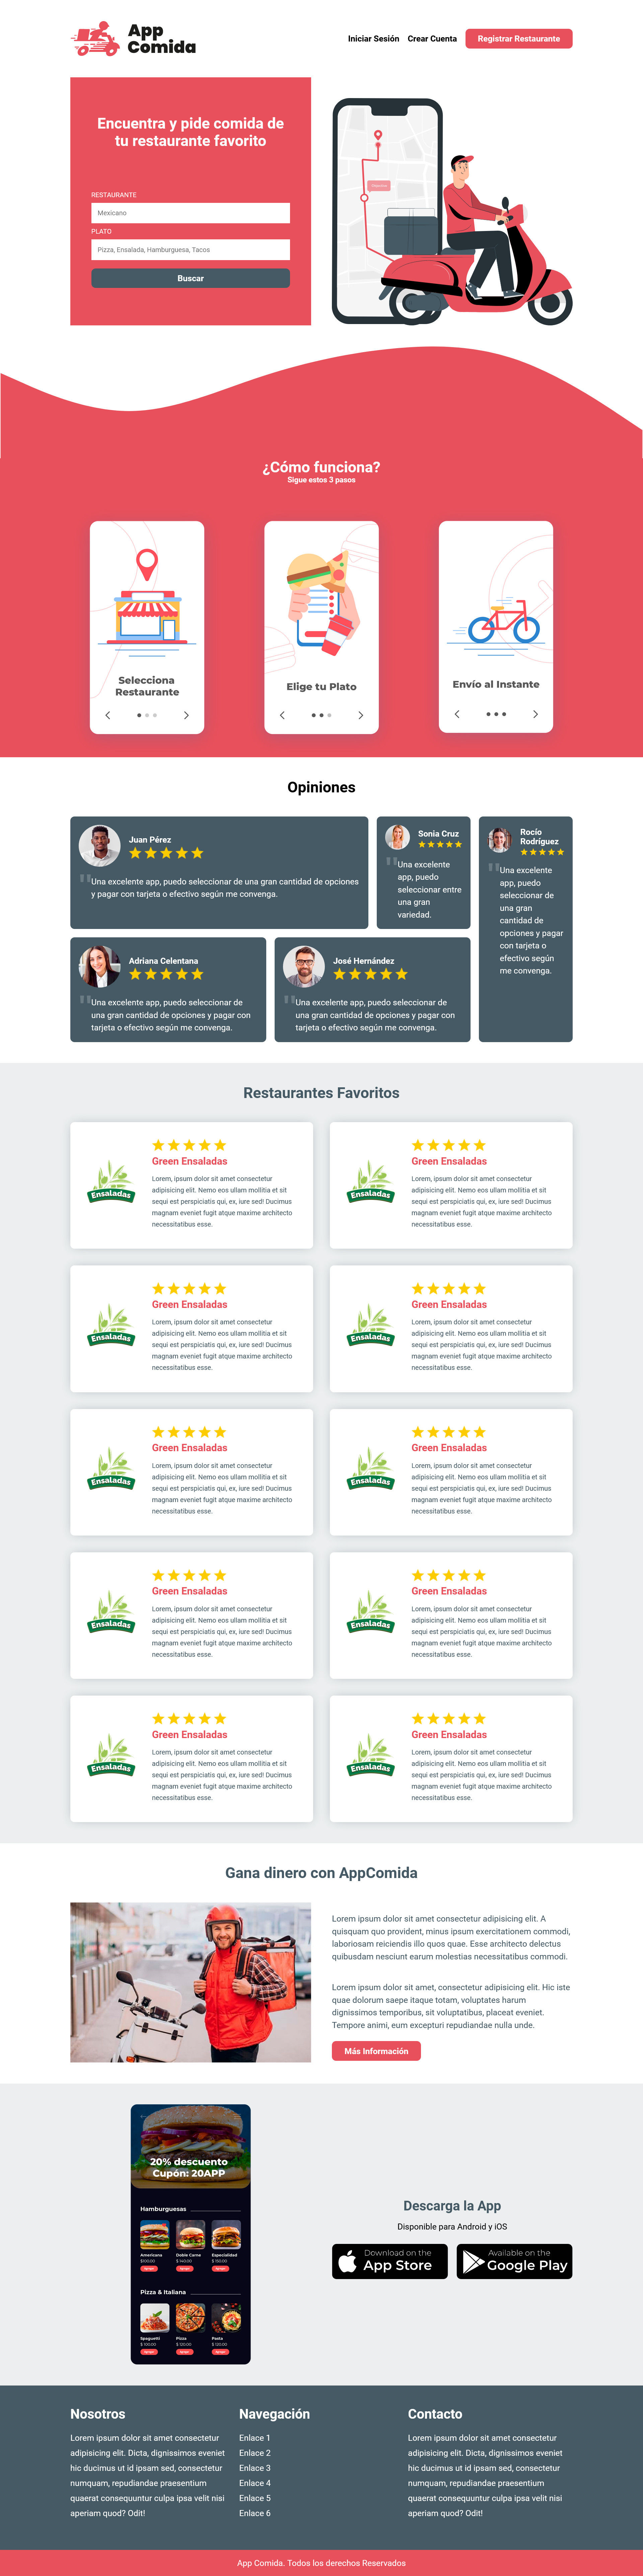 App
Comida
Iniciar Sesión
Crear Cuenta
Registrar Restaurante
Encuentra y pide comida de
tu restaurante favorito
RESTAURANTE
Mexicano
PLATO
Pizza, Ensalada, Hamburguesa, Tacos
Buscar
¿Cómo funciona?
Sigue estos 3 pasos
Selecciona
Restaurante
Elige tu Plato
Envío al Instante
Opiniones
Juan Pérez
"Una excelente app, puedo seleccionar de una gran cantidad de opciones
y pagar con tarjeta o efectivo según me convenga.
Sonia Cruz
"Una excelente
app, puedo
seleccionar entre
una gran
variedad.
Rocío
Rodríguez
"Una excelente
app, puedo
seleccionar de
una gran
cantidad de
opciones y pagar
con tarjeta o
efectivo según
me convenga.
Adriana Celentana
"Una excelente app, puedo seleccionar de
una gran cantidad de opciones y pagar con
tarjeta o efectivo según me convenga.
José Hernández
"Una excelente app, puedo seleccionar de
una gran cantidad de opciones y pagar con
tarjeta o efectivo según me convenga.
Restaurantes Favoritos
Ensaladas
Green Ensaladas
Lorem, ipsum dolor sit amet consectetur
adipisicing elit. Nemo eos ullam mollitia et sit
sequi est perspiciatis qui, ex, iure sed! Ducimus
magnam eveniet fugit atque maxime architecto
necessitatibus esse.
Ensaladas
Green Ensaladas
Lorem, ipsum dolor sit amet consectetur
adipisicing elit. Nemo eos ullam mollitia et sit
sequi est perspiciatis qui, ex, iure sed! Ducimus
magnam eveniet fugit atque maxime architecto
necessitatibus esse.
Ensaladas
Green Ensaladas
Lorem, ipsum dolor sit amet consectetur
adipisicing elit. Nemo eos ullam mollitia et sit
sequi est perspiciatis qui, ex, iure sed! Ducimus
magnam eveniet fugit atque maxime architecto
necessitatibus esse.
Ensaladas
Green Ensaladas
Lorem, ipsum dolor sit amet consectetur
adipisicing elit. Nemo eos ullam mollitia et sit
sequi est perspiciatis qui, ex, iure sed! Ducimus
magnam eveniet fugit atque maxime architecto
necessitatibus esse.
Ensaladas
Green Ensaladas
Lorem, ipsum dolor sit amet consectetur
adipisicing elit. Nemo eos ullam mollitia et sit
sequi est perspiciatis qui, ex, iure sed! Ducimus
magnam eveniet fugit atque maxime architecto
necessitatibus esse.
Ensaladas
Green Ensaladas
Lorem, ipsum dolor sit amet consectetur
adipisicing elit. Nemo eos ullam mollitia et sit
sequi est perspiciatis qui, ex, iure sed! Ducimus
magnam eveniet fugit atque maxime architecto
necessitatibus esse.
Ensaladas
Green Ensaladas
Lorem, ipsum dolor sit amet consectetur
adipisicing elit. Nemo eos ullam mollitia et sit
sequi est perspiciatis qui, ex, iure sed! Ducimus
magnam eveniet fugit atque maxime architecto
necessitatibus esse.
Ensaladas
Green Ensaladas
Lorem, ipsum dolor sit amet consectetur
adipisicing elit. Nemo eos ullam mollitia et sit
sequi est perspiciatis qui, ex, iure sed! Ducimus
magnam eveniet fugit atque maxime architecto
necessitatibus esse.
Ensaladas
Green Ensaladas
Lorem, ipsum dolor sit amet consectetur
adipisicing elit. Nemo eos ullam mollitia et sit
sequi est perspiciatis qui, ex, iure sed! Ducimus
magnam eveniet fugit atque maxime architecto
necessitatibus esse.
Ensaladas
Green Ensaladas
Lorem, ipsum dolor sit amet consectetur
adipisicing elit. Nemo eos ullam mollitia et sit
sequi est perspiciatis qui, ex, iure sed! Ducimus
magnam eveniet fugit atque maxime architecto
necessitatibus esse.
Gana dinero con AppComida
Lorem ipsum dolor sit amet consectetur adipisicing elit. A
quisquam quo provident, minus ipsum exercitationem commodi,
laboriosam reiciendis illo quos quae. Esse architecto delectus
quibusdam nesciunt earum molestias necessitatibus commodi.
Lorem ipsum dolor sit amet, consectetur adipisicing elit. Hic iste
quae dolorum saepe itaque totam, voluptates harum
dignissimos temporibus, sit voluptatibus, placeat eveniet.
Tempore animi, eum excepturi repudiandae nulla unde.
Más Información
20% descuento
Cupón: 20APP
Hamburguesas
Americana
Doble Carne
Especialidad
Pizza & Italiana
Spaguetti
Pizza
Pasta
$ 100.00
$ 120.00
$ 120.00
Descarga la App
Disponible para Android y iOS
Download on the
App Store
Available on the
Google Play
Nosotros
Lorem ipsum dolor sit amet consectetur
adipisicing elit. Dicta, dignissimos eveniet
hic ducimus ut id ipsam sed, consectetur
numquam, repudiandae praesentium
quaerat consequuntur culpa ipsa velit nisi
aperiam quod? Odit!
Navegación
Enlace 1
Enlace 2
Enlace 3
Enlace 4
Enlace 5
Enlace 6
Contacto
Lorem ipsum dolor sit amet consectetur
adipisicing elit. Dicta, dignissimos eveniet
hic ducimus ut id ipsam sed, consectetur
numquam, repudiandae praesentium
quaerat consequuntur culpa ipsa velit nisi
aperiam quod? Odit!
App Comida. Todos los derechos Reservados